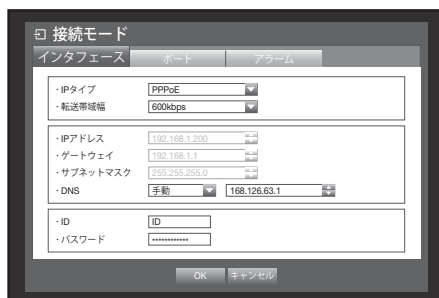 接続モード
インタフェース ポート アラーム
・IPタイプ PPPoE
・転送帯域幅 600kbps
・IPアドレス 192.168.1.200
・ゲートウェイ 192.168.1.1
・サブネットマスク 255.255.255.0
・DNS 手動 168.126.63.1
・ID ID
・パスワード ************
OK キャンセル